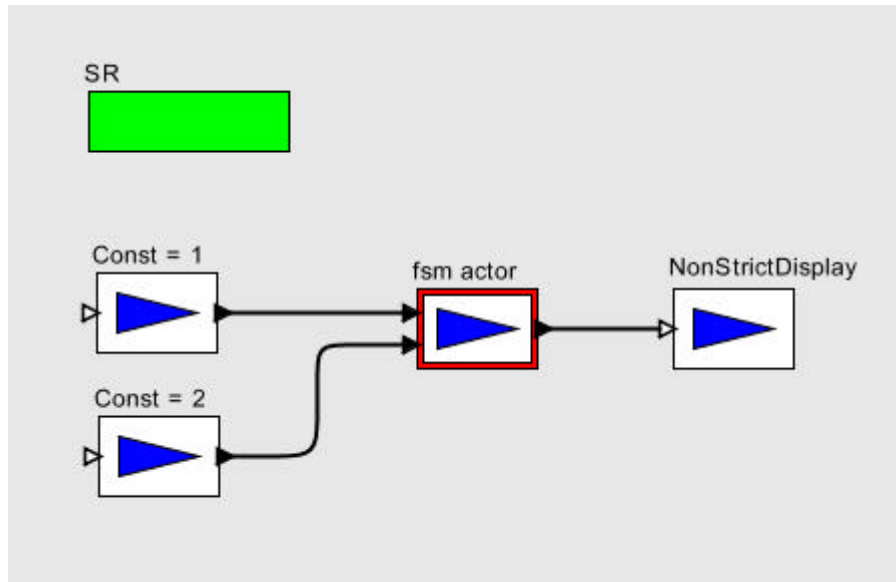 SR
Const = 1
fsm actor
NonStrictDisplay
Const = 2